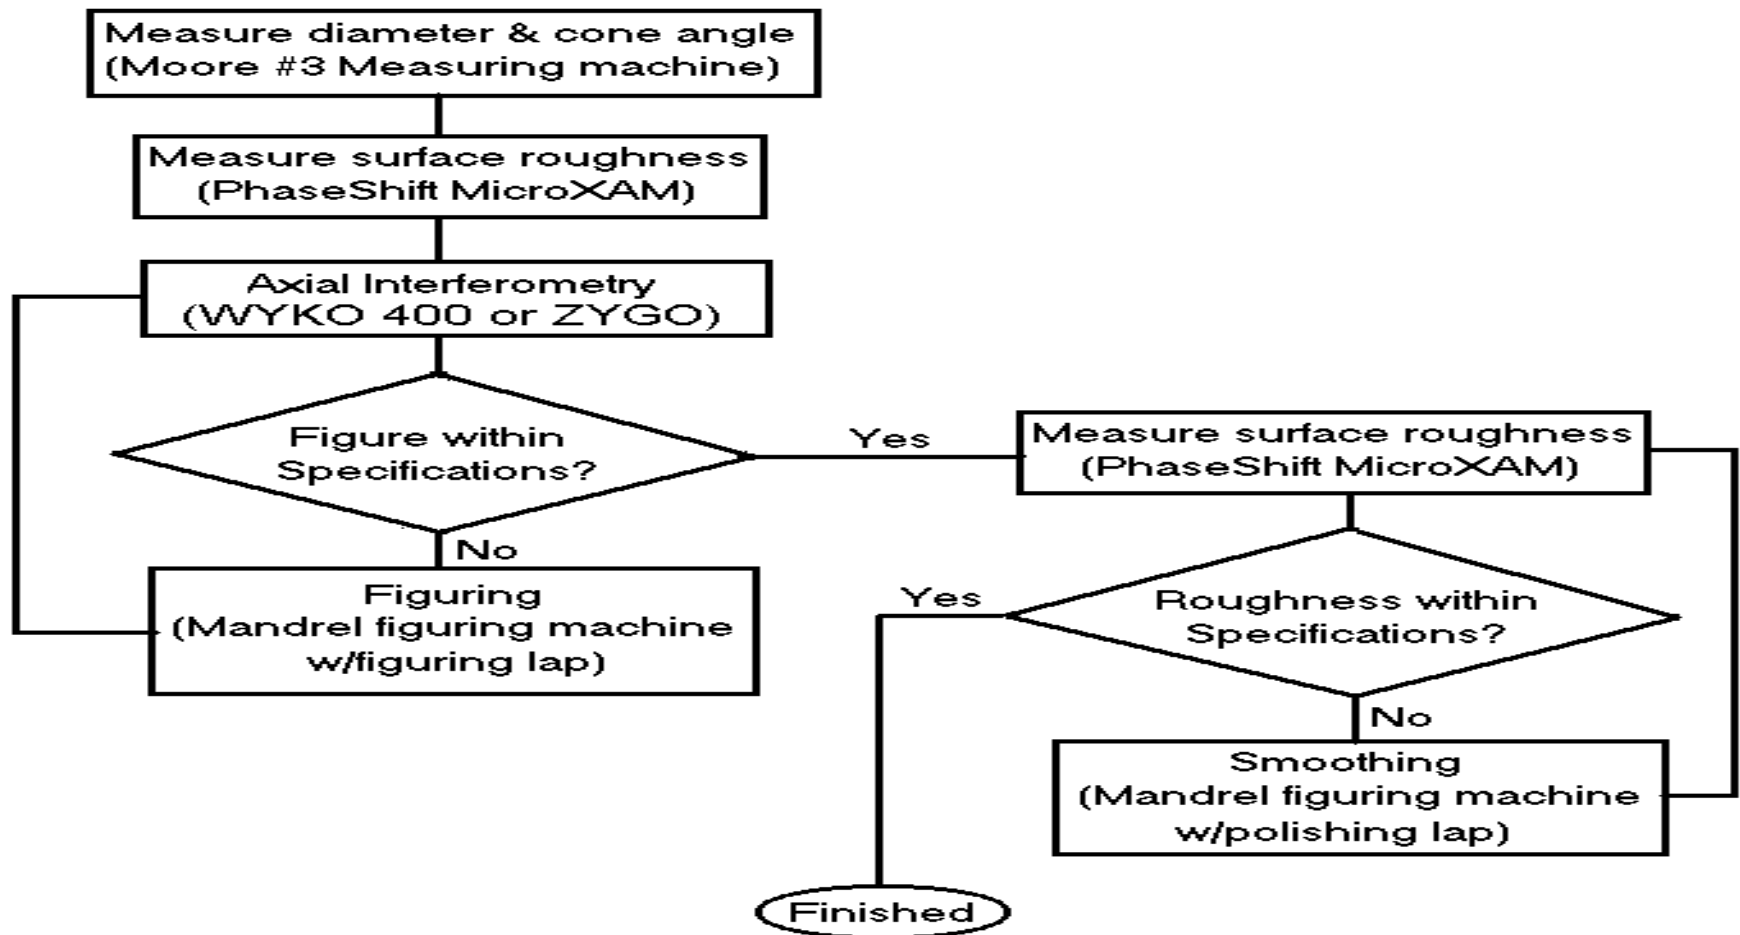 Measure diameter & cone angle
(Moore #3 Measuring machine)
Measure surface roughness
(PhaseShift MicroXAM)
Axial Interferometry
(WYKO 400 or ZYGO)
Figure within
Specifications?
No
Figuring
(Mandrel figuring machine
w/figuring lap)
Yes
Measure surface roughness
(PhaseShift MicroXAM)
Roughness within
Specifications?
No
Smoothing
(Mandrel figuring machine
w/polishing lap)
Yes
Finished